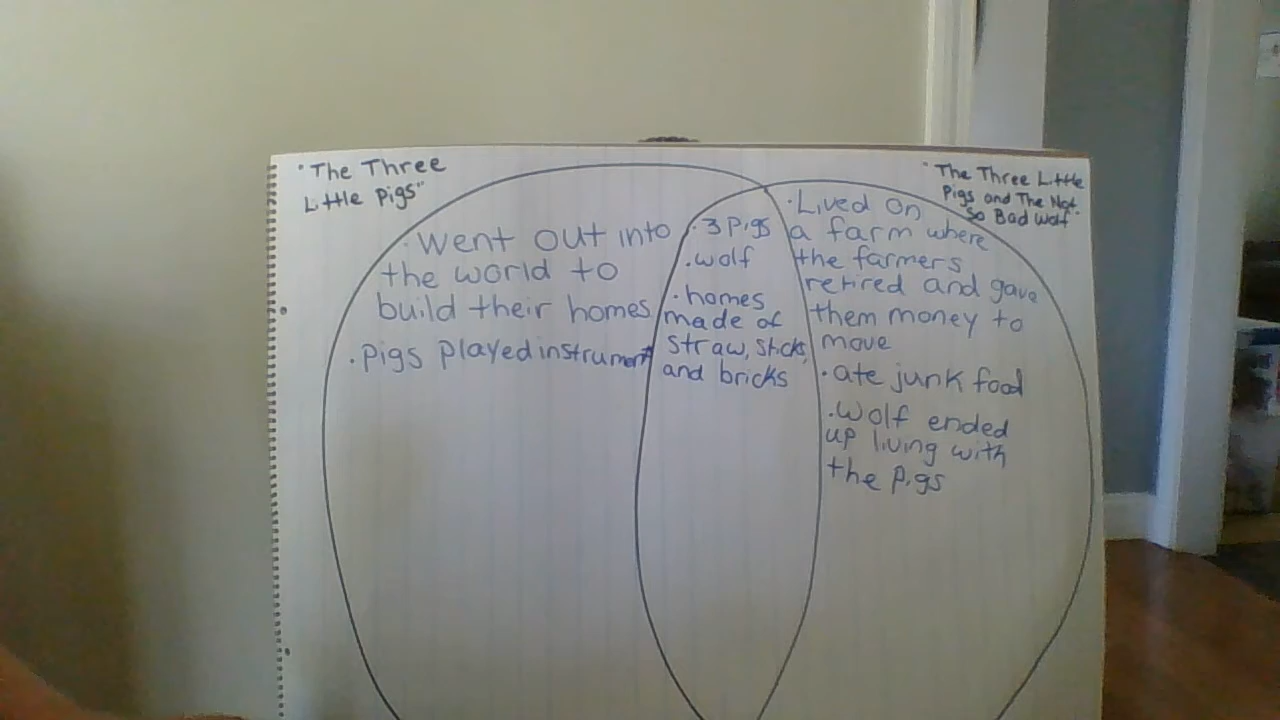 "The Three
Little Pigs"
"The Three Little
Pigs and The Not
So Bad Wolf"
· Went out into
the world to
build their homes
· Pigs played instrument
· 3 pigs
· wolf
· homes
made of
straw, sticks,
and bricks
· Lived on
a farm where
the farmers
retired and gave
them money to
move
· ate junk food
· Wolf ended
up living with
the pigs